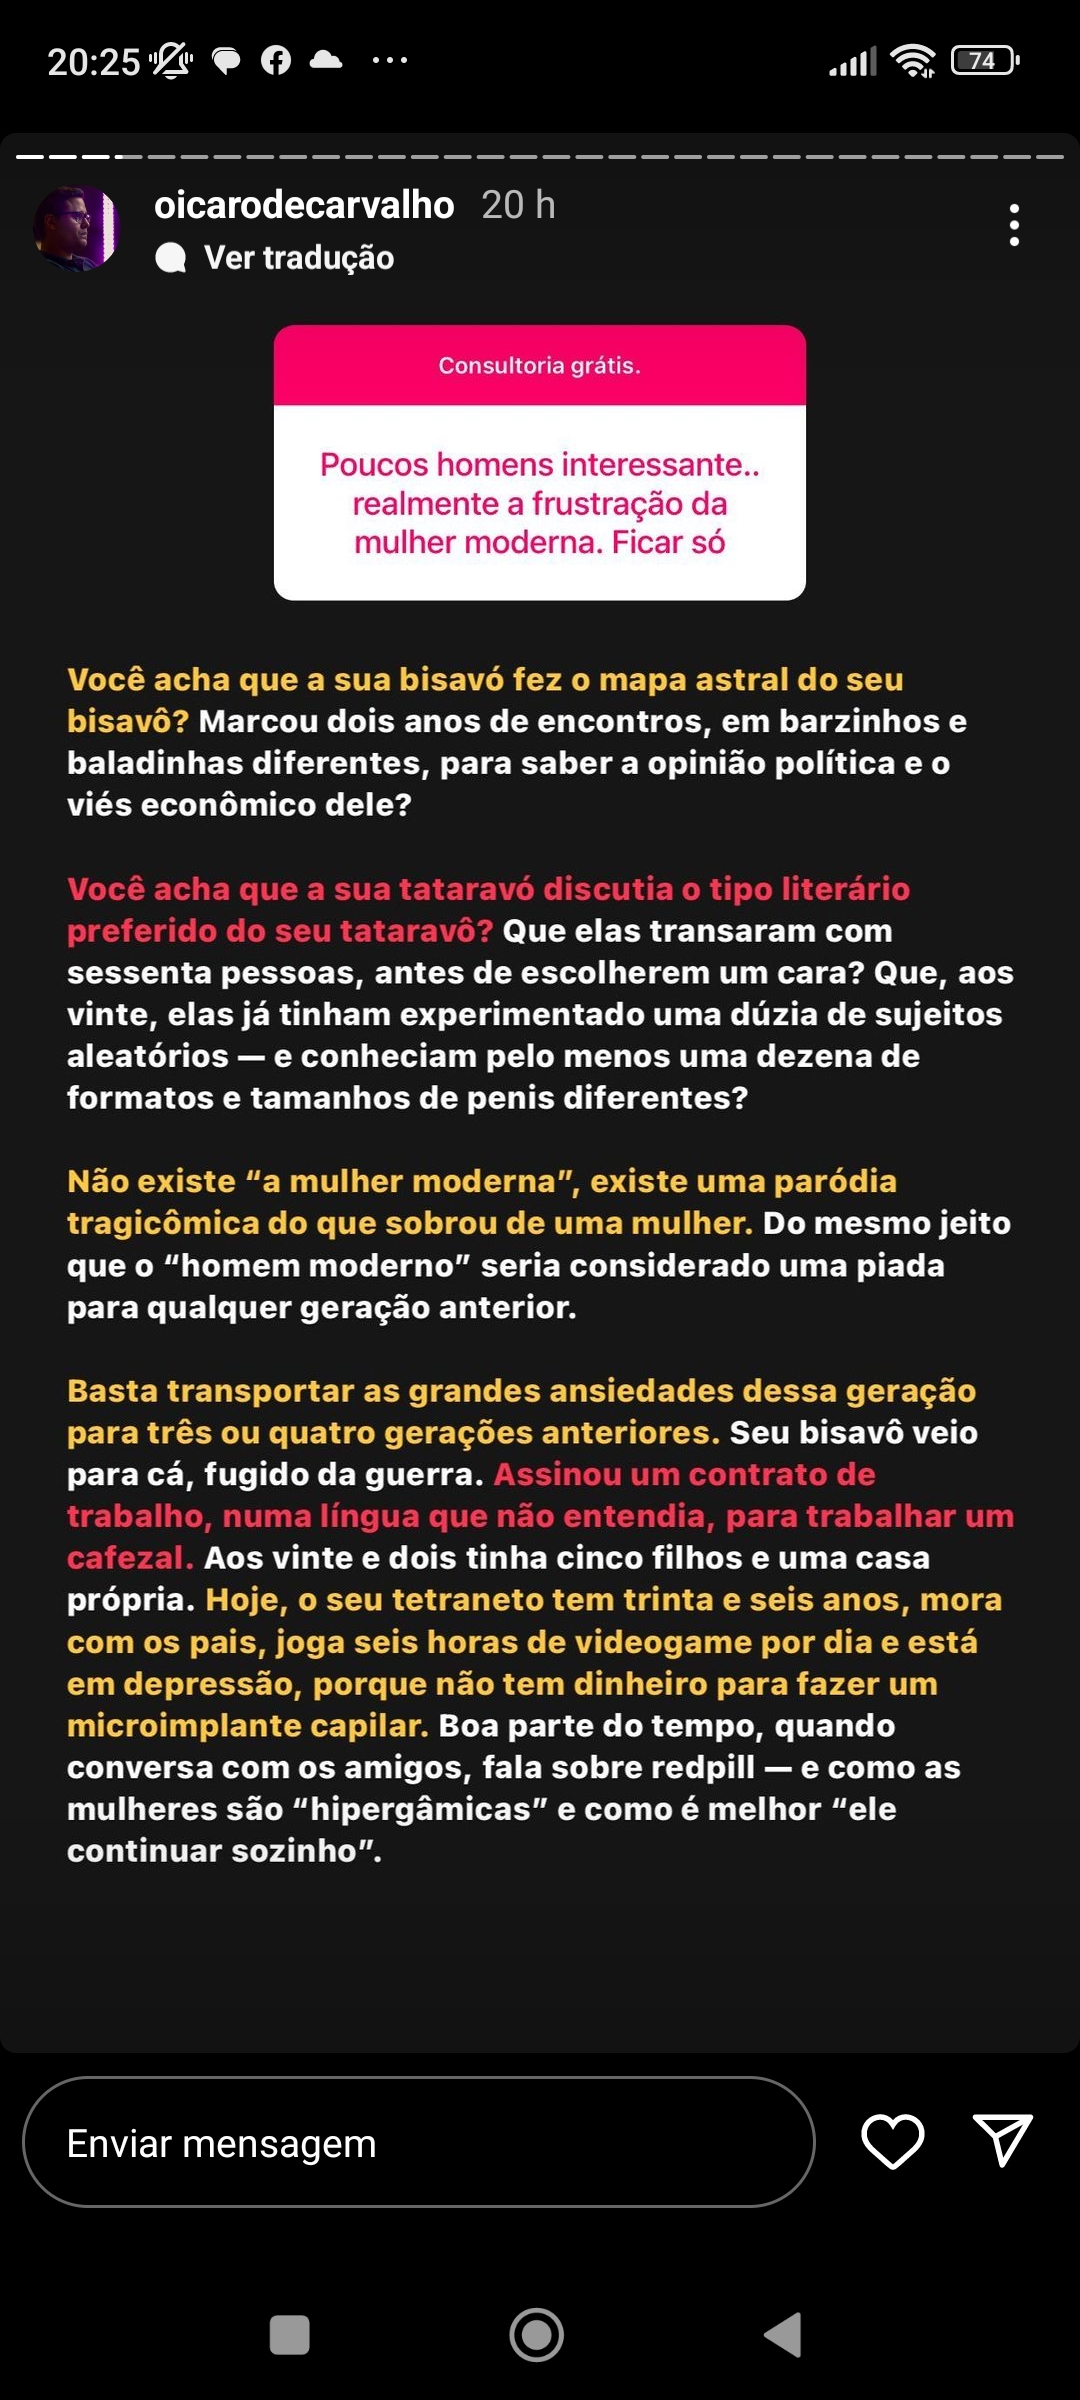 20:25
74
oicarodecarvalho 20 h
Ver tradução
Consultoria grátis.
Poucos homens interessante..
realmente a frustração da
mulher moderna. Ficar só
Você acha que a sua bisavó fez o mapa astral do seu
bisavô? Marcou dois anos de encontros, em barzinhos e
baladinhas diferentes, para saber a opinião política e o
viés econômico dele?
Você acha que a sua tataravó discutia o tipo literário
preferido do seu tataravô? Que elas transaram com
sessenta pessoas, antes de escolherem um cara? Que, aos
vinte, elas já tinham experimentado uma dúzia de sujeitos
aleatórios — e conheciam pelo menos uma dezena de
formatos e tamanhos de penis diferentes?
Não existe “a mulher moderna”, existe uma paródia
tragicômica do que sobrou de uma mulher. Do mesmo jeito
que o “homem moderno” seria considerado uma piada
para qualquer geração anterior.
Basta transportar as grandes ansiedades dessa geração
para três ou quatro gerações anteriores. Seu bisavô veio
para cá, fugido da guerra. Assinou um contrato de
trabalho, numa língua que não entendia, para trabalhar um
cafezal. Aos vinte e dois tinha cinco filhos e uma casa
própria. Hoje, o seu tetraneto tem trinta e seis anos, mora
com os pais, joga seis horas de videogame por dia e está
em depressão, porque não tem dinheiro para fazer um
microimplante capilar. Boa parte do tempo, quando
conversa com os amigos, fala sobre redpill — e como as
mulheres são “hipergâmicas” e como é melhor “ele
continuar sozinho”.
Enviar mensagem